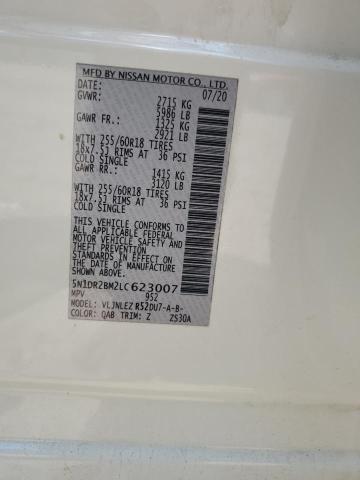 MFD BY NISSAN MOTOR CO., LTD.
DATE: 07/20
GVWR: 2715 KG
5986 LB
GAWR FR.: 1325 KG
2921 LB
WITH 255/60R18 TIRES
18x7.5J RIMS AT 36 PSI
COLD SINGLE
GAWR RR.: 1415 KG
3120 LB
WITH 255/60R18 TIRES
18x7.5J RIMS AT 36 PSI
COLD SINGLE
THIS VEHICLE CONFORMS TO
ALL APPLICABLE FEDERAL
MOTOR VEHICLE SAFETY AND
THEFT PREVENTION
STANDARDS IN EFFECT ON
THE DATE OF MANUFACTURE
5N1DR2BM2LC623007
MPV 952
VLJNLEZ R52DU7-A-B-
COLOR: QAB TRIM: Z ZS30A